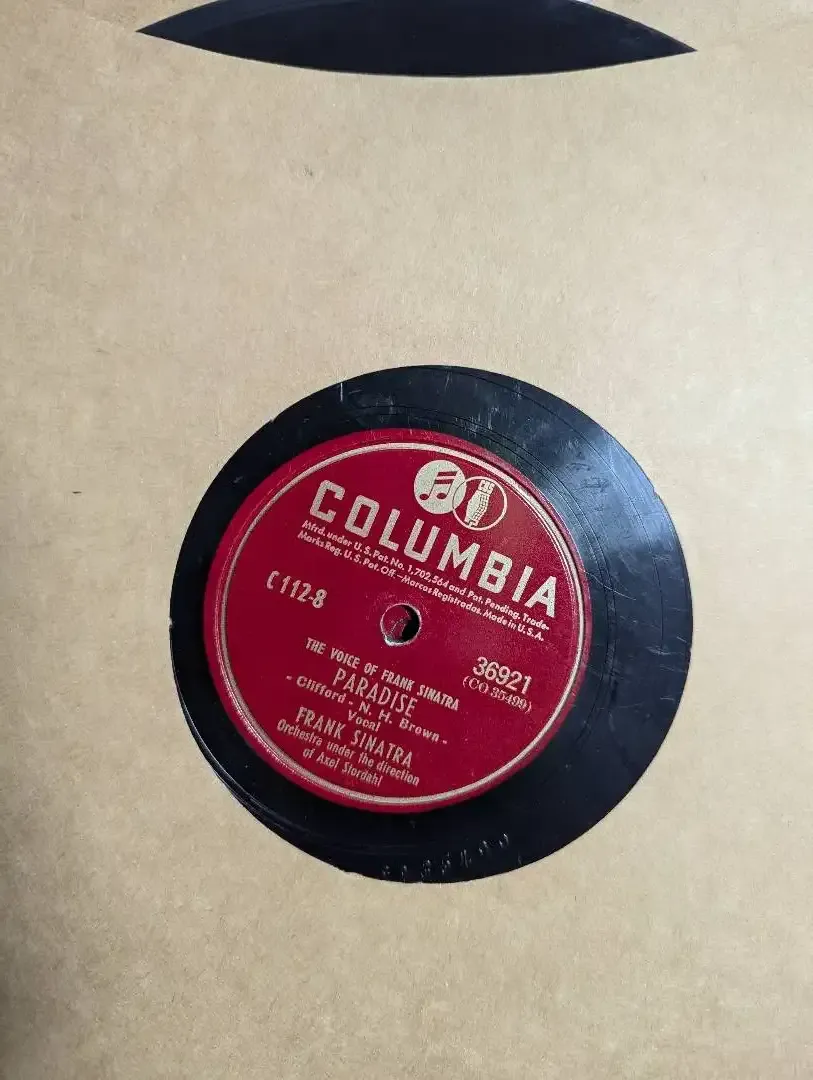 COLUMBIA
Mfrd. under U.S. Pat. No. 1,702,564 and Pat. Pending. Trade-
Marks Reg. U.S. Pat. Off.—Marcas Registradas. Made in U.S.A.
C 112-8
36921
(CO 35499)
THE VOICE OF FRANK SINATRA
PARADISE
- Clifford - N. H. Brown -
Vocal
FRANK SINATRA
Orchestra under the direction
of Axel Stordahl